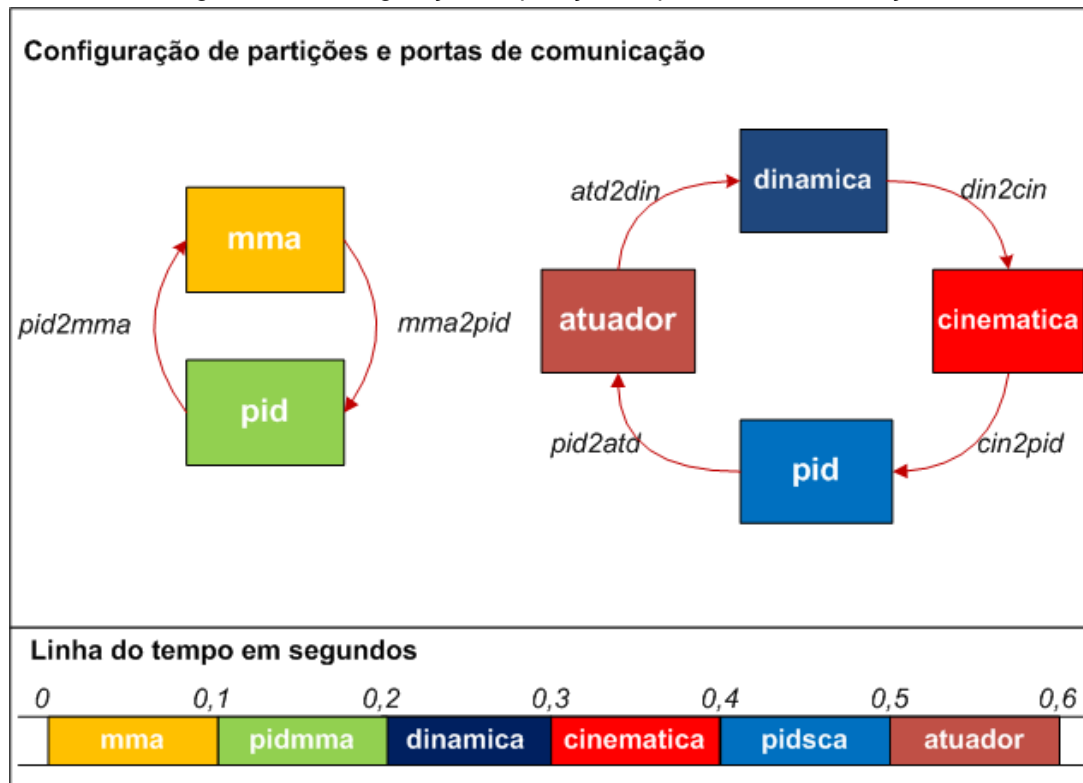 Configuração de partições e portas de comunicação
dinamica
atd2din
din2cin
mma
pid2mma
mma2pid
atuador
cinematica
pid
pid2atd
cin2pid
pid
Linha do tempo em segundos
0 0,1 0,2 0,3 0,4 0,5 0,6
mma pidmma dinamica cinematica pidsca atuador